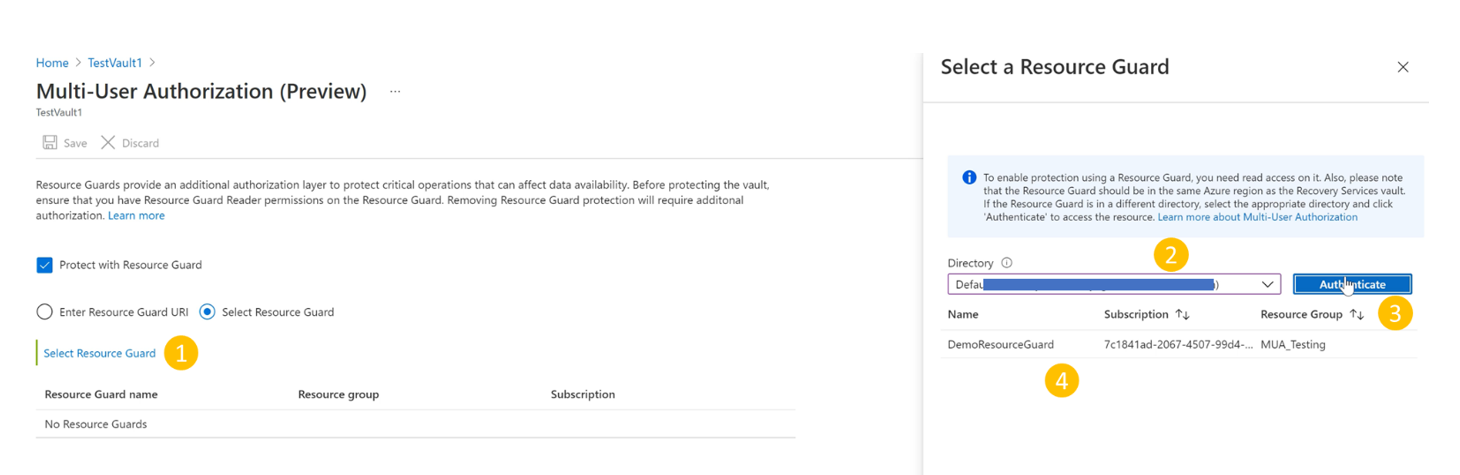 Home > TestVault1 >
Multi-User Authorization (Preview) ...
TestVault1
Save Discard
Resource Guards provide an additional authorization layer to protect critical operations that can affect data availability. Before protecting the vault,
ensure that you have Resource Guard Reader permissions on the Resource Guard. Removing Resource Guard protection will require additonal
authorization. Learn more
Protect with Resource Guard
Enter Resource Guard URI Select Resource Guard
Select Resource Guard 1
Resource Guard name Resource group Subscription
No Resource Guards
Select a Resource Guard
To enable protection using a Resource Guard, you need read access on it. Also, please note
that the Resource Guard should be in the same Azure region as the Recovery Services vault.
If the Resource Guard is in a different directory, select the appropriate directory and click
'Authenticate' to access the resource. Learn more about Multi-User Authorization
2
Directory
Defau ) Authenticate
Name Subscription ↑↓ Resource Group ↑↓ 3
DemoResourceGuard 7c1841ad-2067-4507-99d4-... MUA_Testing
4